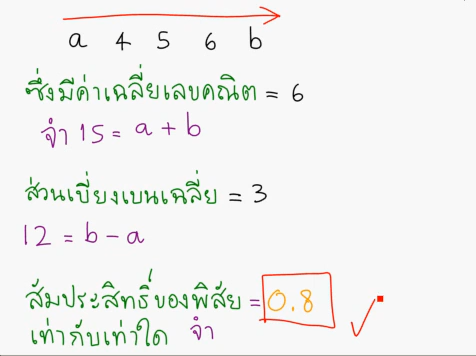 a 4 5 6 b
ซึ่งมีค่าเฉลี่ยเลขคณิต = 6
จำ 15 = a + b
ส่วนเบี่ยงเบนเฉลี่ย = 3
12 = b - a
สัมประสิทธิ์ของพิสัย = 0.8
เท่ากับเท่าใด จำ